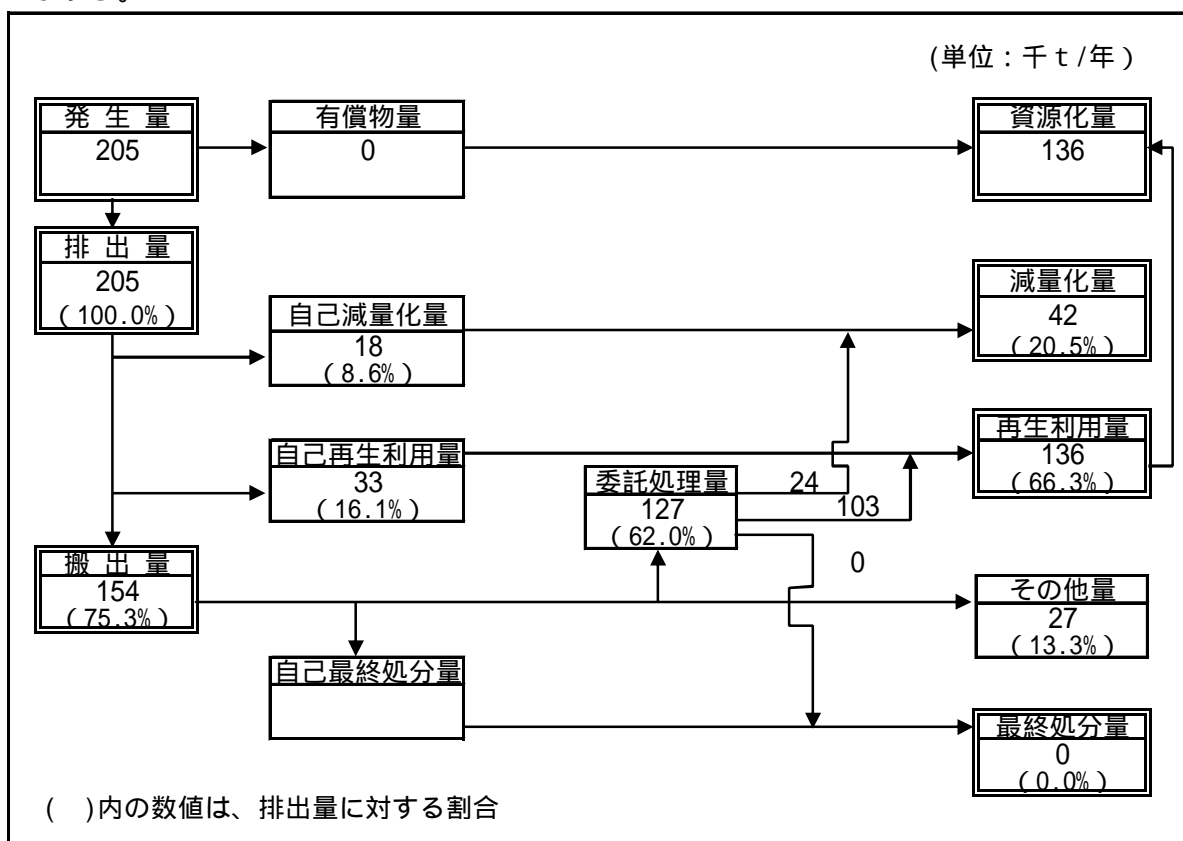 (単位：千ｔ/年）
発 生 量
205
有償物量
0
資源化量
136
排 出 量
205
（100.0%）
自己減量化量
18
（8.6%）
減量化量
42
（20.5%）
自己再生利用量
33
（16.1%）
再生利用量
136
（66.3%）
委託処理量
127
（62.0%）
24
103
0
搬 出 量
154
（75.3%）
その他量
27
（13.3%）
自己最終処分量
最終処分量
0
（0.0%）
(　)内の数値は、排出量に対する割合